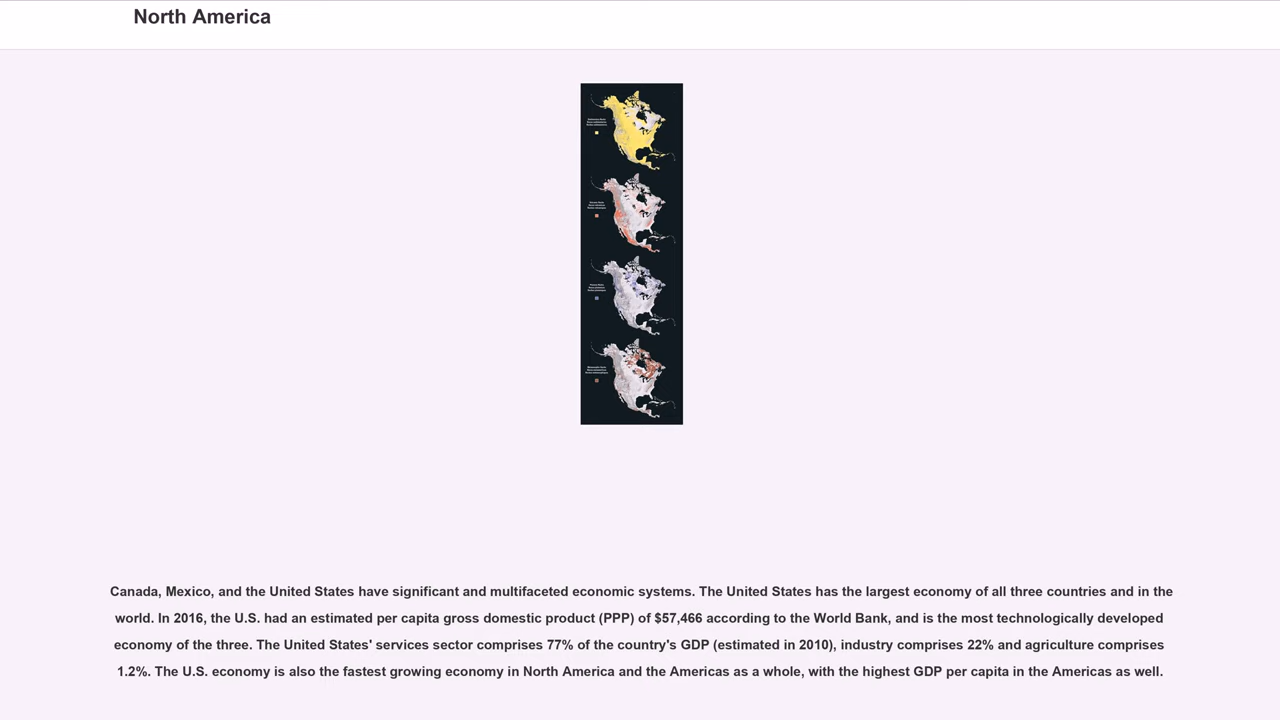 North America
Canada, Mexico, and the United States have significant and multifaceted economic systems. The United States has the largest economy of all three countries and in the
world. In 2016, the U.S. had an estimated per capita gross domestic product (PPP) of $57,466 according to the World Bank, and is the most technologically developed
economy of the three. The United States' services sector comprises 77% of the country's GDP (estimated in 2010), industry comprises 22% and agriculture comprises
1.2%. The U.S. economy is also the fastest growing economy in North America and the Americas as a whole, with the highest GDP per capita in the Americas as well.